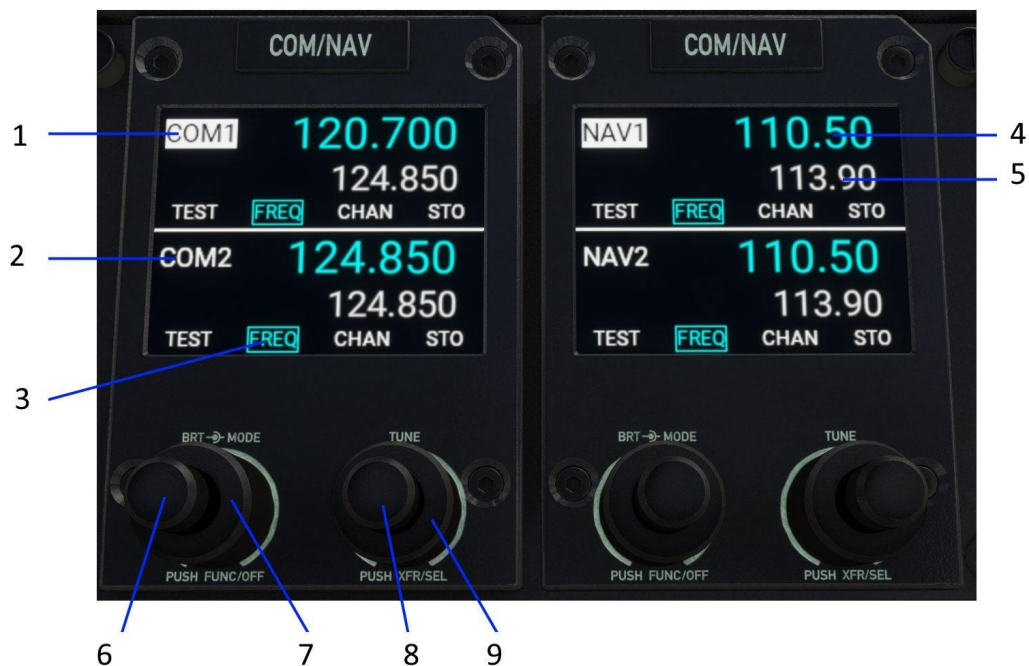 COM/NAV
COM1 120.700
124.850
TEST FREQ CHAN STO
COM2 124.850
124.850
TEST FREQ CHAN STO
BRT MODE
TUNE
PUSH FUNC/OFF
PUSH XFR/SEL
COM/NAV
NAV1 110.50
113.90
TEST FREQ CHAN STO
NAV2 110.50
113.90
TEST FREQ CHAN STO
BRT MODE
TUNE
PUSH FUNC/OFF
PUSH XFR/SEL
1
2
3
4
5
6
7
8
9